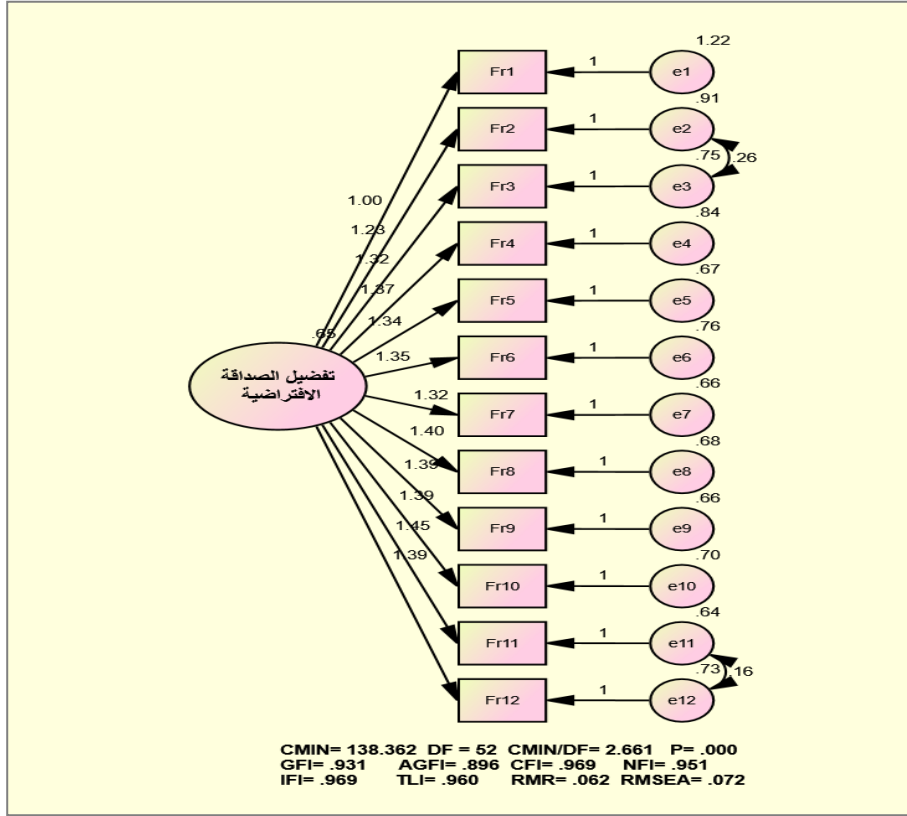 1.22
Fr1 1 e1
.91
Fr2 1 e2
.75 .26
Fr3 1 e3
1.00 .84
1.23
Fr4 1 e4
1.32 .67
1.37
Fr5 1 e5
1.34 .76
.65
1.35 Fr6 1 e6
تفضيل الصداقة
الافتراضية
.66
1.32 Fr7 1 e7
1.40 .68
1.39 Fr8 1 e8
1.39 .66
1.45 Fr9 1 e9
1.39 .70
Fr10 1 e10
.64
Fr11 1 e11
.73 .16
Fr12 1 e12
CMIN= 138.362 DF = 52 CMIN/DF= 2.661 P= .000
GFI= .931 AGFI= .896 CFI= .969 NFI= .951
IFI= .969 TLI= .960 RMR= .062 RMSEA= .072